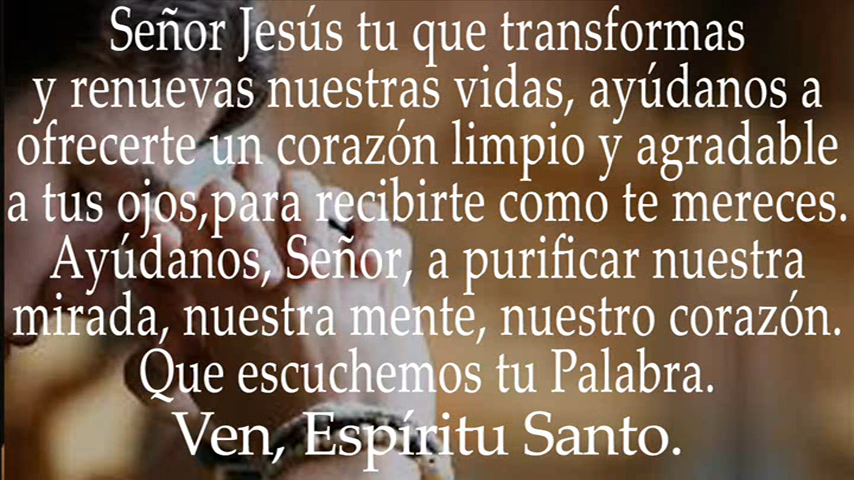 Señor Jesús tu que transformas
y renuevas nuestras vidas, ayúdanos a
ofrecerte un corazón limpio y agradable
a tus ojos,para recibirte como te mereces.
Ayúdanos, Señor, a purificar nuestra
mirada, nuestra mente, nuestro corazón.
Que escuchemos tu Palabra.
Ven, Espíritu Santo.